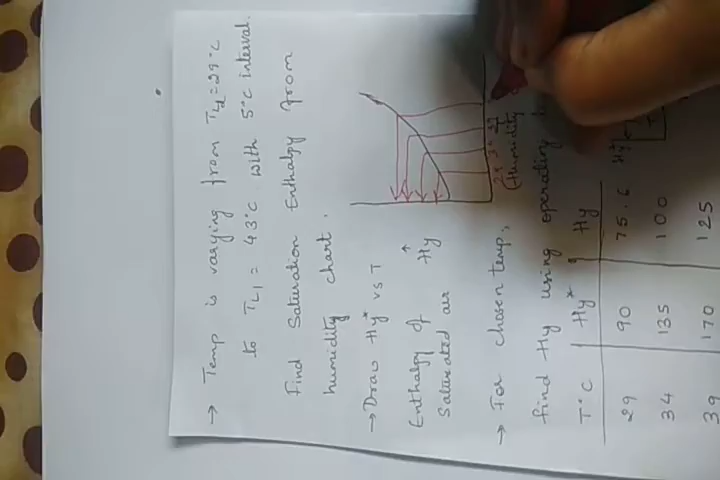 → Temp is varying from TL2 = 29°C
to TL1 = 43°C with 5°C interval.
Find Saturation Enthalpy from
humidity chart.
(Humidity
→ Draw Hy* vs T
Enthalpy of ↑ Hy
Saturated air
→ For chosen temp,
find Hy using operating
T°C Hy* Hy
29 90 75.6
34 135 100
39 170 125